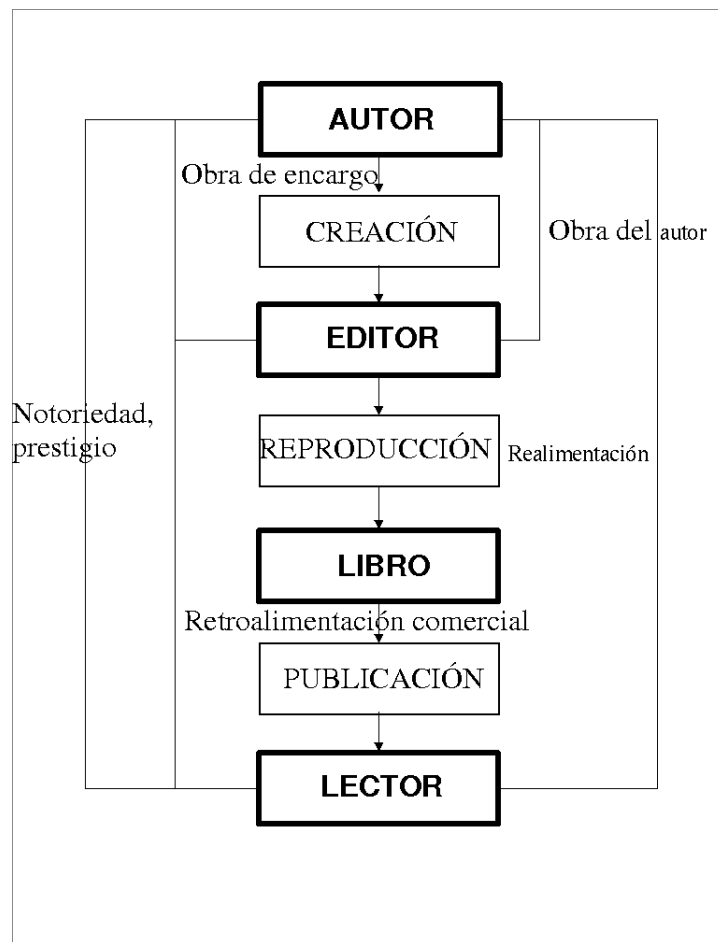 AUTOR
Obra de encargo
CREACIÓN
Obra del autor
EDITOR
Notoriedad,
prestigio
REPRODUCCIÓN
Realimentación
LIBRO
Retroalimentación comercial
PUBLICACIÓN
LECTOR